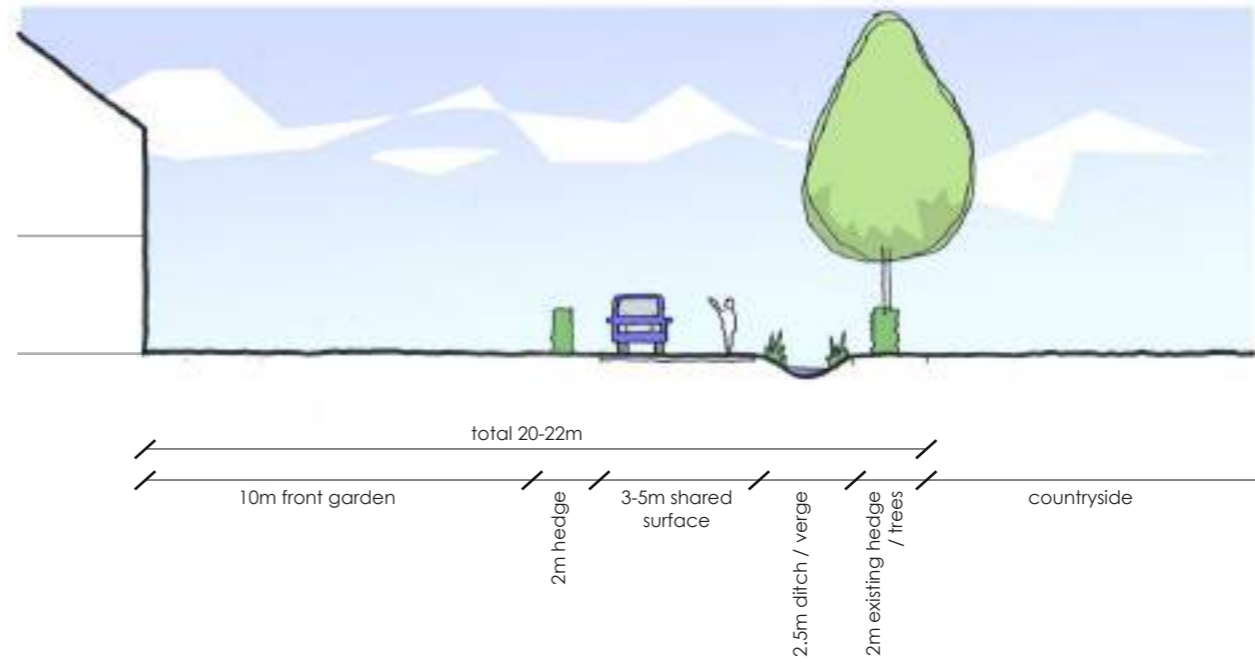 total 20-22m
10m front garden
2m hedge
3-5m shared
surface
2.5m ditch / verge
2m existing hedge
/ trees
countryside